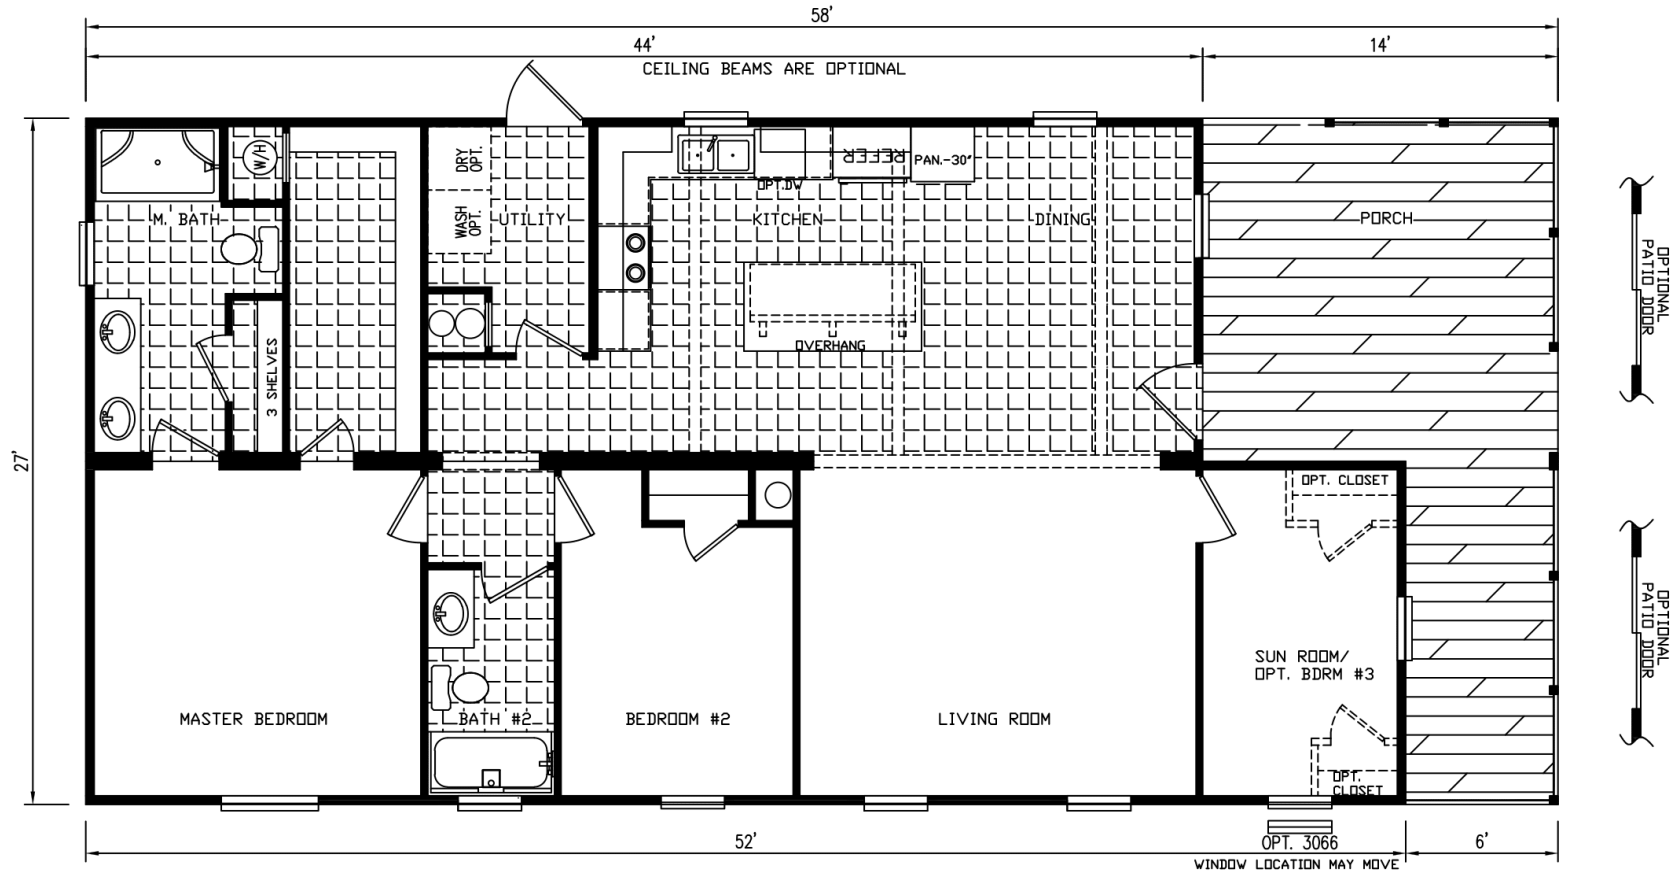 58'
44'
14'
CEILING BEAMS ARE OPTIONAL
W/H
DRY
OPT.
WASH
OPT.
REFER
PAN.-30"
OPT.DW
M. BATH
UTILITY
KITCHEN
DINING
PORCH
OPTIONAL
PATIO DOOR
3 SHELVES
OVERHANG
27'
OPT. CLOSET
OPTIONAL
PATIO DOOR
SUN ROOM/
OPT. BDRM #3
MASTER BEDROOM
BATH #2
BEDROOM #2
LIVING ROOM
OPT.
CLOSET
52'
OPT. 3066
6'
WINDOW LOCATION MAY MOVE